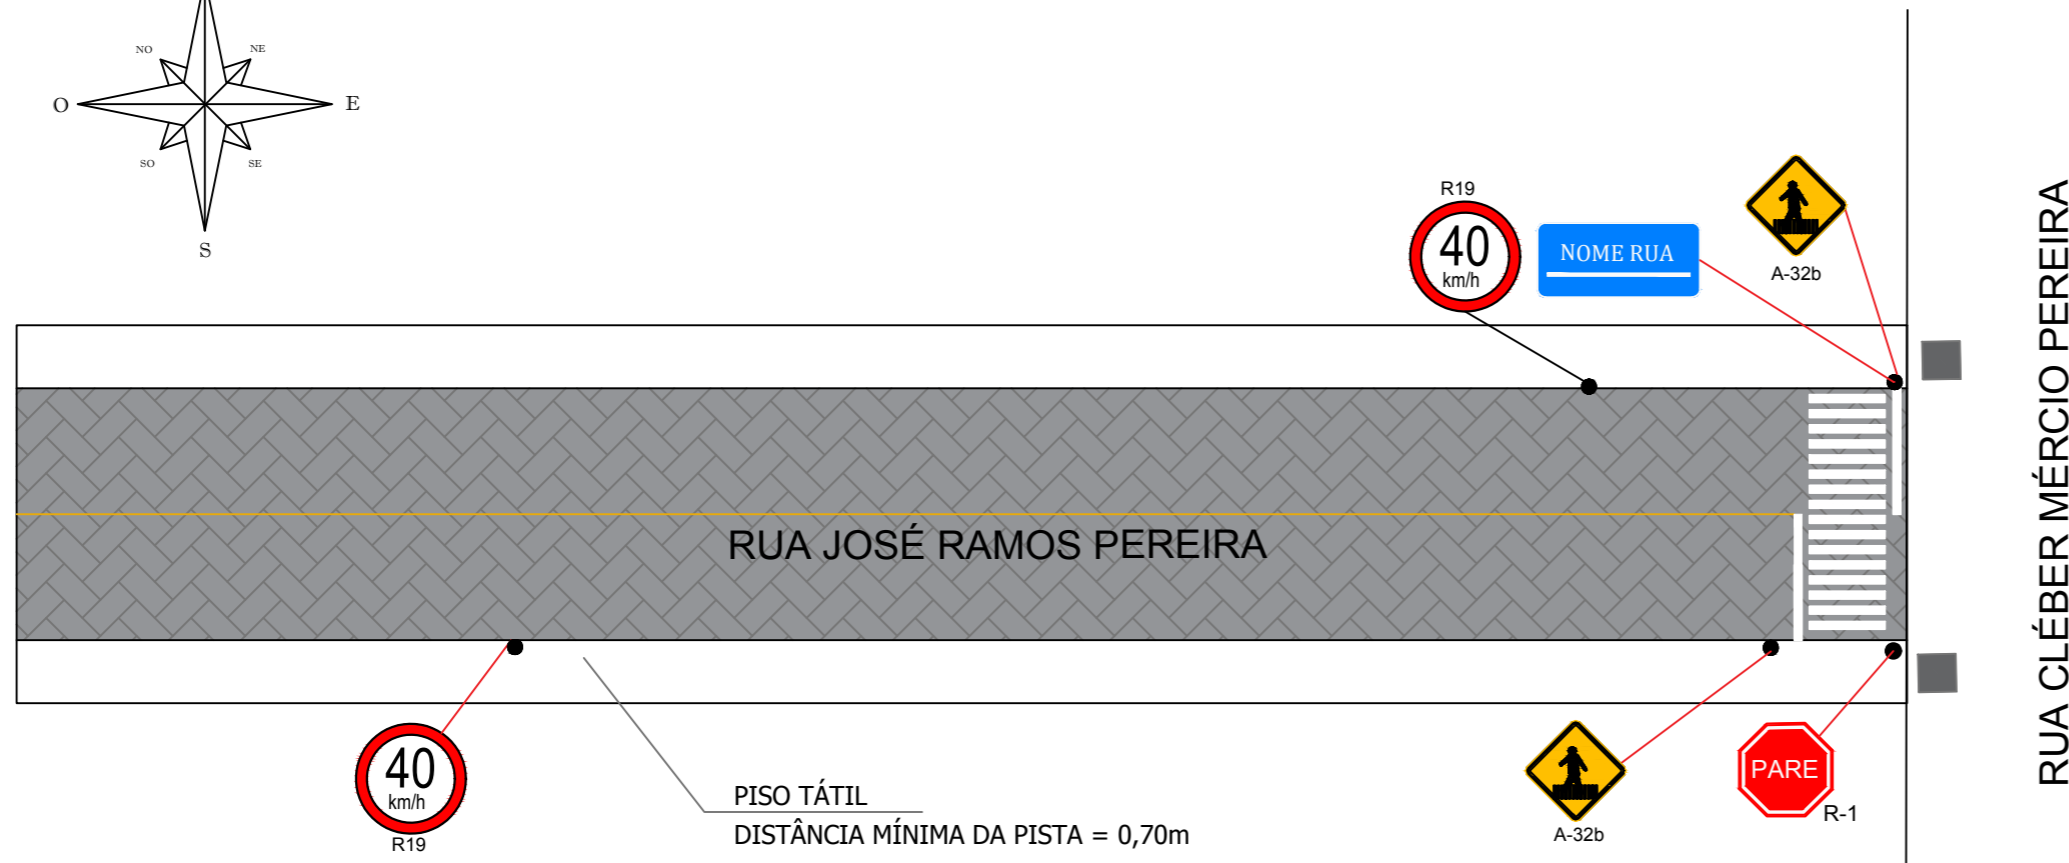 NO
NE
O
E
SO
SE
S
R19
40
km/h
NOME RUA
A-32b
RUA CLÉBER MÉRCIO PEREIRA
RUA JOSÉ RAMOS PEREIRA
40
km/h
R19
PISO TÁTIL
DISTÂNCIA MÍNIMA DA PISTA = 0,70m
A-32b
PARE
R-1